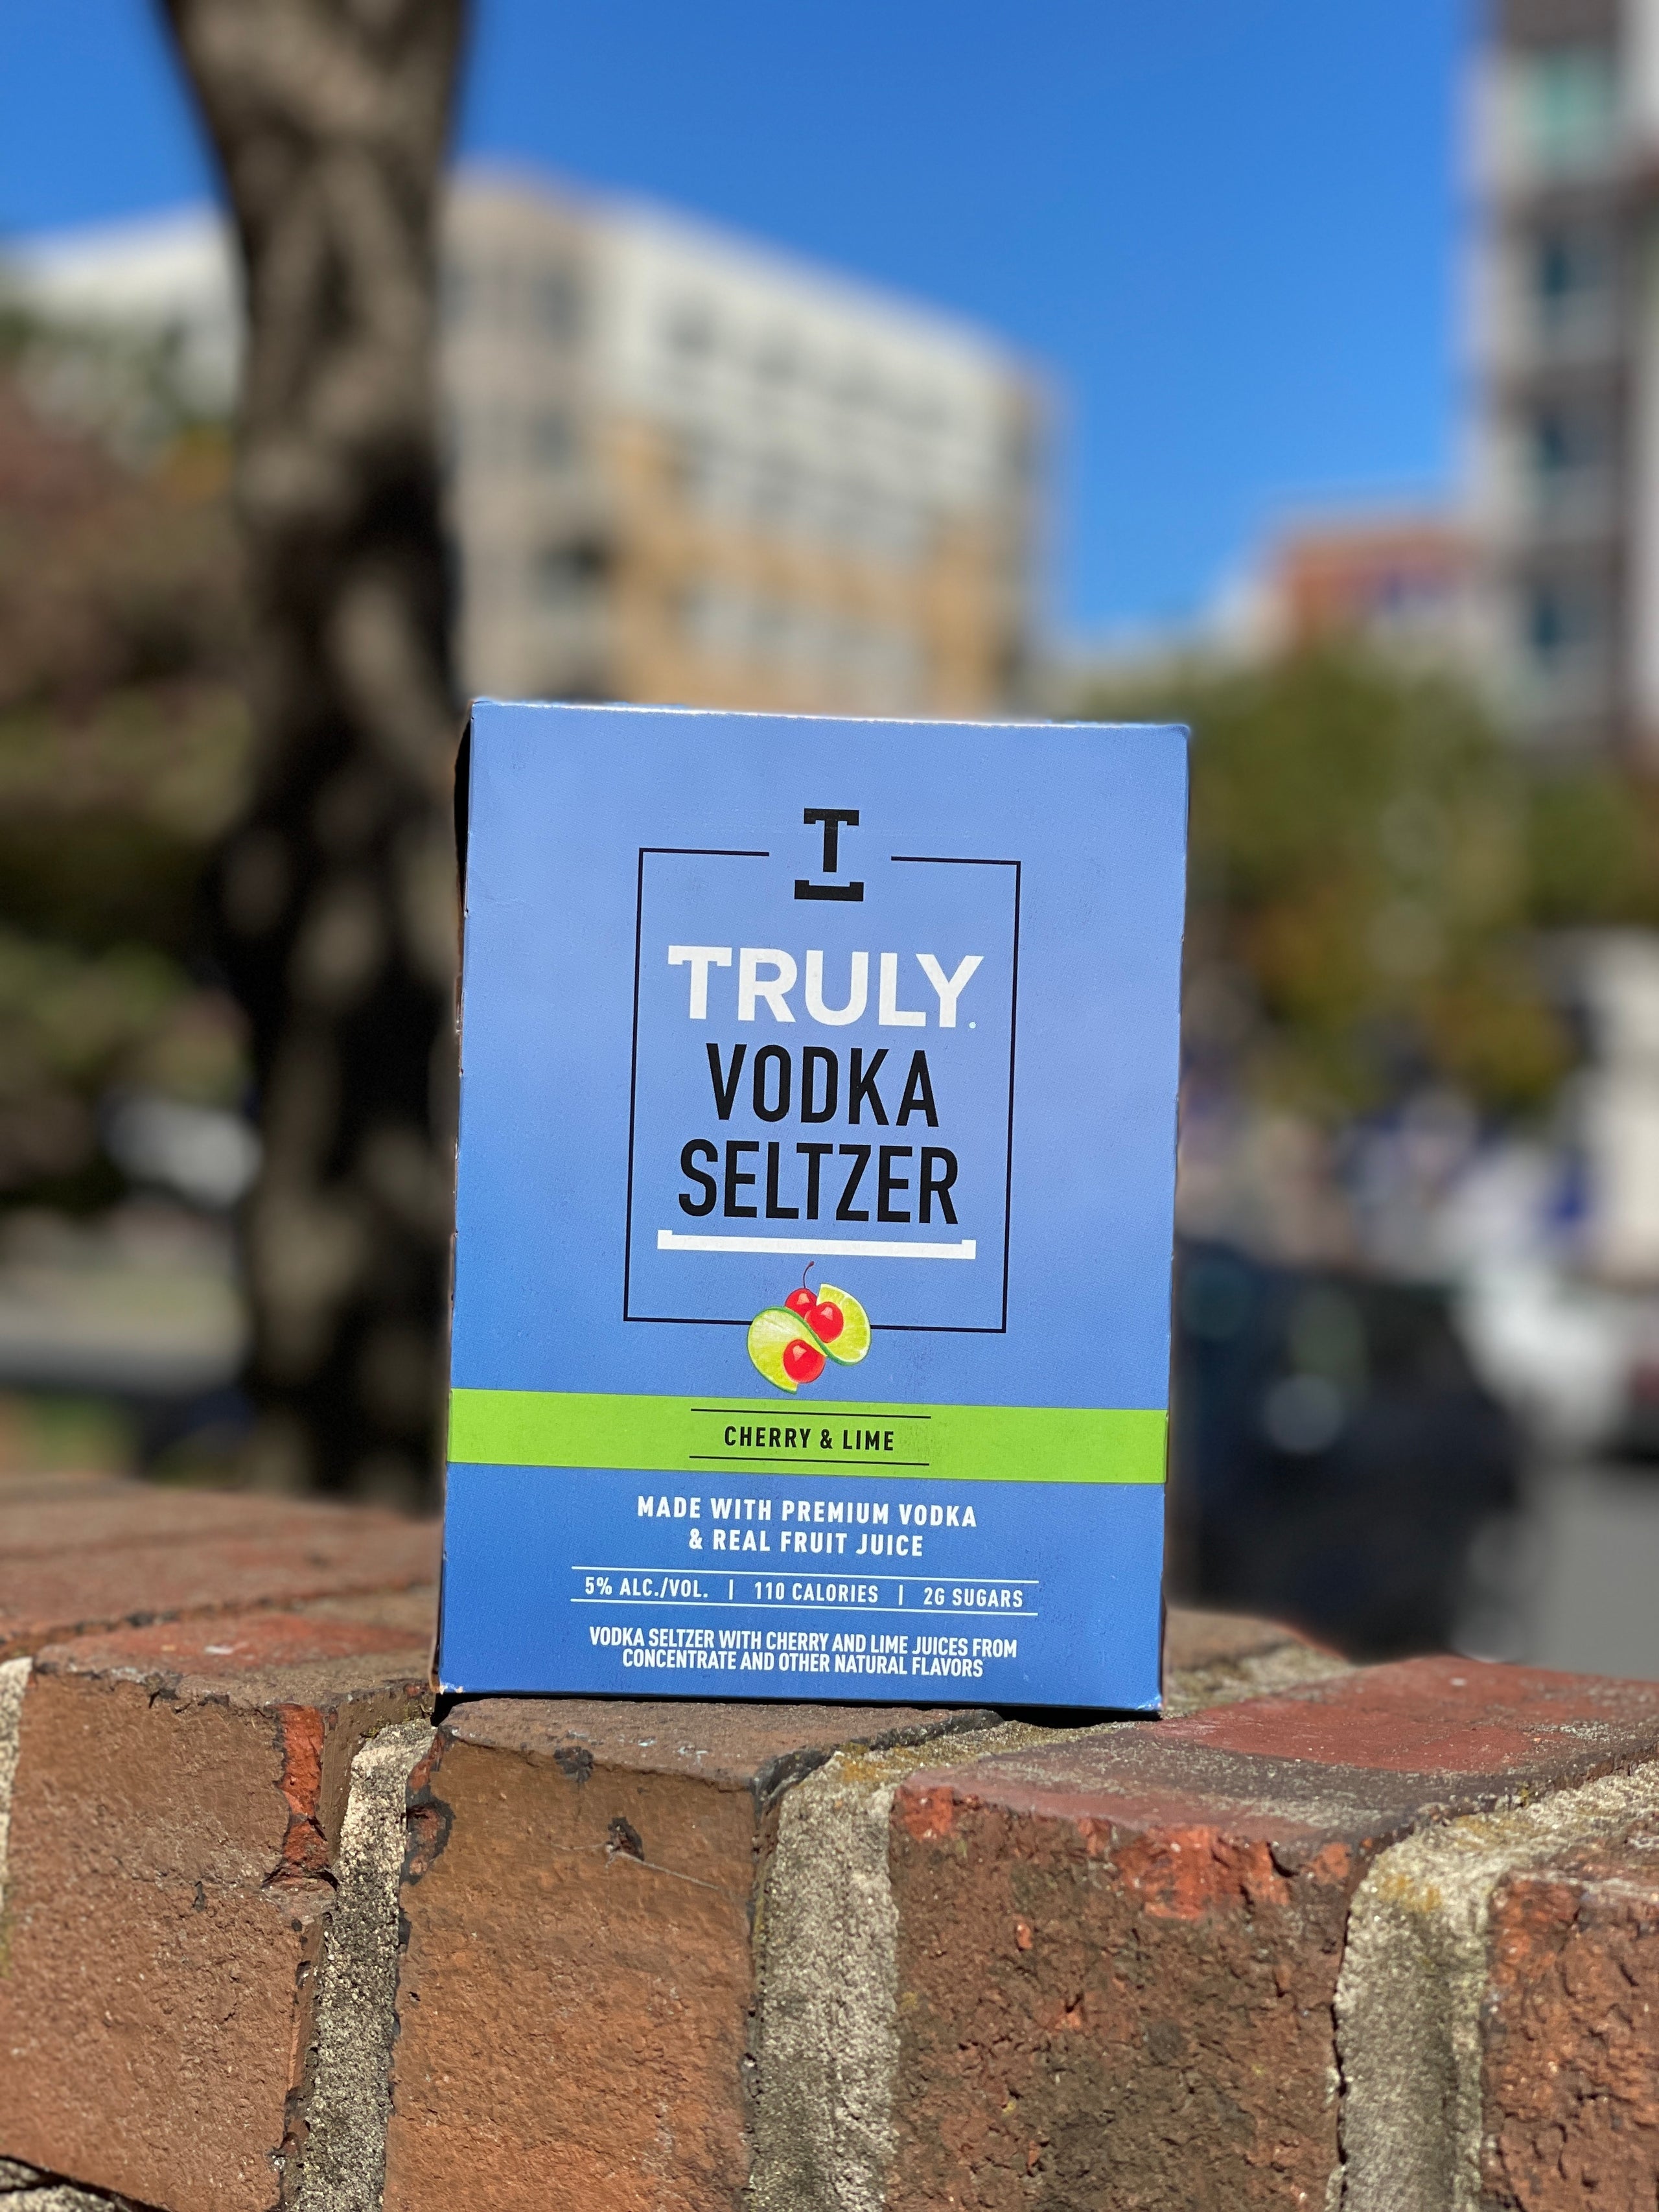 T
TRULY.
VODKA
SELTZER
CHERRY & LIME
MADE WITH PREMIUM VODKA
& REAL FRUIT JUICE
5% ALC./VOL. | 110 CALORIES | 2G SUGARS
VODKA SELTZER WITH CHERRY AND LIME JUICES FROM
CONCENTRATE AND OTHER NATURAL FLAVORS